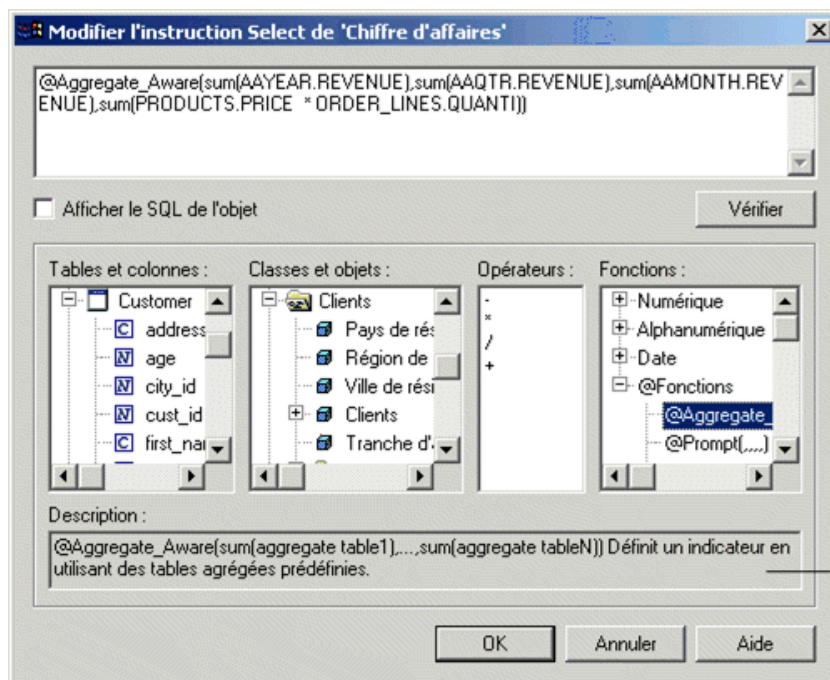 Modifier l'instruction Select de 'Chiffre d'affaires'
@Aggregate_Aware(sum(AAYEAR.REVENUE),sum(AAQTR.REVENUE),sum(AAMONTH.REV
ENUE),sum(PRODUCTS.PRICE * ORDER_LINES.QUANTI))
Afficher le SQL de l'objet
Vérifier
Tables et colonnes :
Customer
C address
N age
N city_id
N cust_id
C first_nar
Classes et objets :
Clients
Pays de rés
Région de
Ville de rési
Clients
Tranche d'
Opérateurs :
-
*
/
+
Fonctions :
Numérique
Alphanumérique
Date
@Fonctions
@Aggregate_
@Prompt(,,,,)
Description :
@Aggregate_Aware(sum(aggregate table1),...,sum(aggregate tableN)) Définit un indicateur en
utilisant des tables agrégées prédéfinies.
OK
Annuler
Aide